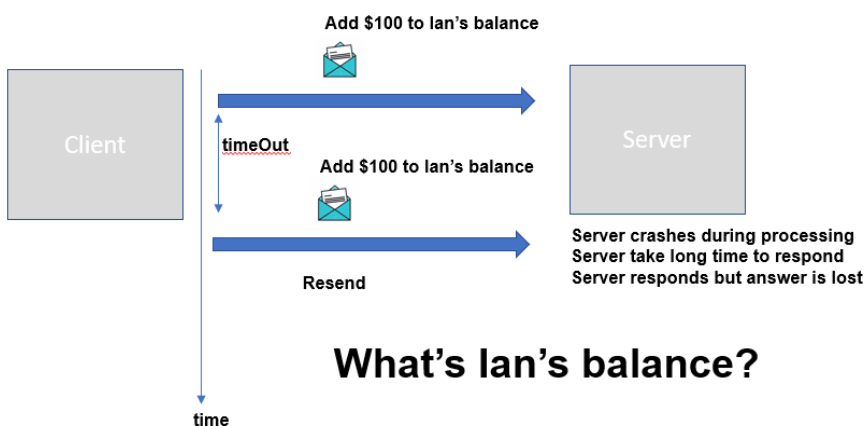 Add $100 to Ian's balance
Client
timeOut
Server
Add $100 to Ian's balance
Server crashes during processing
Server take long time to respond
Server responds but answer is lost
Resend
What's Ian's balance?
time